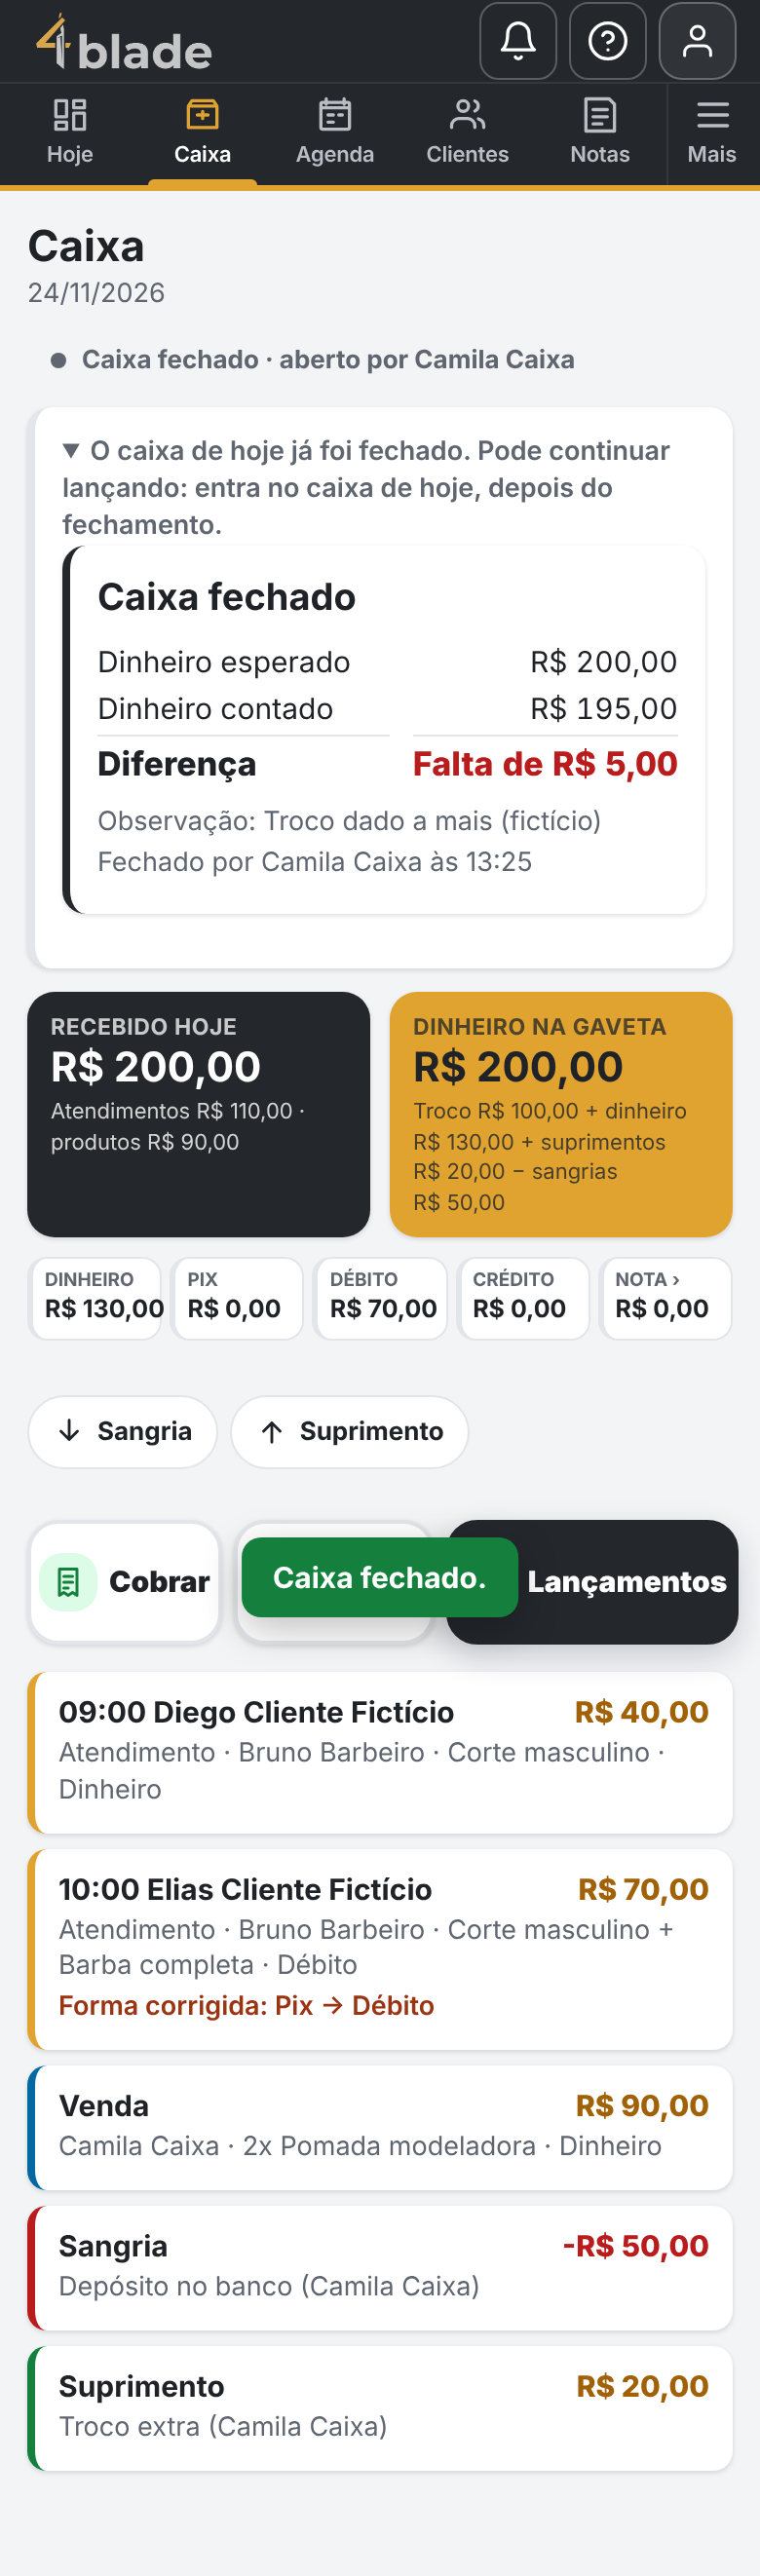 4blade
Hoje
Caixa
Agenda
Clientes
Notas
Mais
Caixa
24/11/2026
Caixa fechado · aberto por Camila Caixa
▼ O caixa de hoje já foi fechado. Pode continuar
lançando: entra no caixa de hoje, depois do
fechamento.
Caixa fechado
Dinheiro esperado R$ 200,00
Dinheiro contado R$ 195,00
Diferença Falta de R$ 5,00
Observação: Troco dado a mais (fictício)
Fechado por Camila Caixa às 13:25
RECEBIDO HOJE
R$ 200,00
Atendimentos R$ 110,00 ·
produtos R$ 90,00
DINHEIRO NA GAVETA
R$ 200,00
Troco R$ 100,00 + dinheiro
R$ 130,00 + suprimentos
R$ 20,00 − sangrias
R$ 50,00
DINHEIRO
R$ 130,00
PIX
R$ 0,00
DÉBITO
R$ 70,00
CRÉDITO
R$ 0,00
NOTA ›
R$ 0,00
↓ Sangria
↑ Suprimento
Cobrar
Caixa fechado.
Lançamentos
09:00 Diego Cliente Fictício R$ 40,00
Atendimento · Bruno Barbeiro · Corte masculino ·
Dinheiro
10:00 Elias Cliente Fictício R$ 70,00
Atendimento · Bruno Barbeiro · Corte masculino +
Barba completa · Débito
Forma corrigida: Pix → Débito
Venda R$ 90,00
Camila Caixa · 2x Pomada modeladora · Dinheiro
Sangria -R$ 50,00
Depósito no banco (Camila Caixa)
Suprimento R$ 20,00
Troco extra (Camila Caixa)